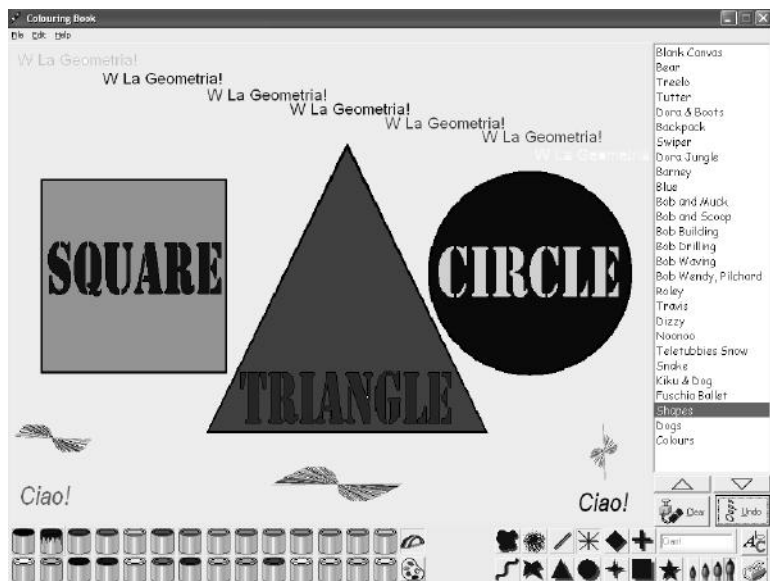 Colouring Book
File Edit Help
W La Geometria!
W La Geometria!
W La Geometria!
W La Geometria!
W La Geometria!
W La Geometria!
W La Geometria
SQUARE
TRIANGLE
CIRCLE
Ciao!
Ciao!
Blank Canvas
Bear
Treelo
Tutter
Dora & Boots
Backpack
Swiper
Dora Jungle
Barney
Blue
Bob and Muck
Bob and Scoop
Bob Building
Bob Drilling
Bob Waving
Bob Wendy, Pilchard
Roley
Travis
Dizzy
Noonoo
Teletubbies Snow
Snake
Kiku & Dog
Fuschia Ballet
Shapes
Dogs
Colours
Clear
Oops
Undo
Ciao!